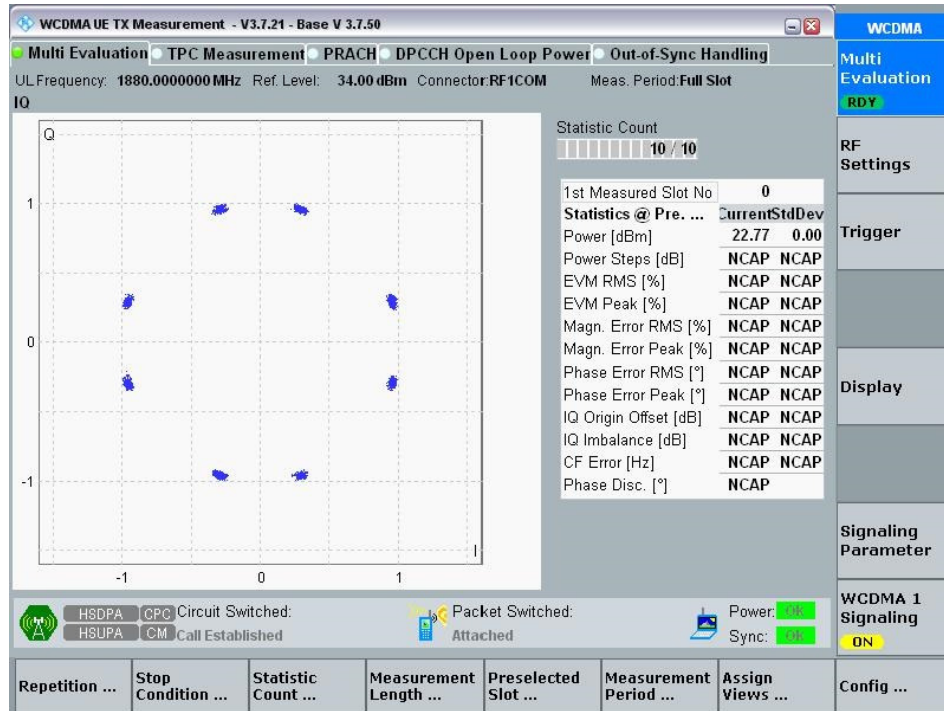 WCDMA UE TX Measurement - V3.7.21 - Base V 3.7.50
Multi Evaluation TPC Measurement PRACH DPCCH Open Loop Power Out-of-Sync Handling
UL Frequency: 1880.0000000 MHz Ref. Level: 34.00 dBm Connector:RF1COM Meas. Period:Full Slot
IQ
Q
1
0
-1
-1 0 1
I
Statistic Count
10 / 10
1st Measured Slot No 0
Statistics @ Pre. ... Current StdDev
Power [dBm] 22.77 0.00
Power Steps [dB] NCAP NCAP
EVM RMS [%] NCAP NCAP
EVM Peak [%] NCAP NCAP
Magn. Error RMS [%] NCAP NCAP
Magn. Error Peak [%] NCAP NCAP
Phase Error RMS [°] NCAP NCAP
Phase Error Peak [°] NCAP NCAP
IQ Origin Offset [dB] NCAP NCAP
IQ Imbalance [dB] NCAP NCAP
CF Error [Hz] NCAP NCAP
Phase Disc. [°] NCAP
HSDPA CPC Circuit Switched:
HSUPA CM Call Established
Packet Switched:
Attached
Power: OK
Sync: OK
WCDMA
Multi
Evaluation
RDY
RF
Settings
Trigger
Display
Signaling
Parameter
WCDMA 1
Signaling
ON
Repetition ...
Stop
Condition ...
Statistic
Count ...
Measurement
Length ...
Preselected
Slot ...
Measurement
Period ...
Assign
Views ...
Config ...